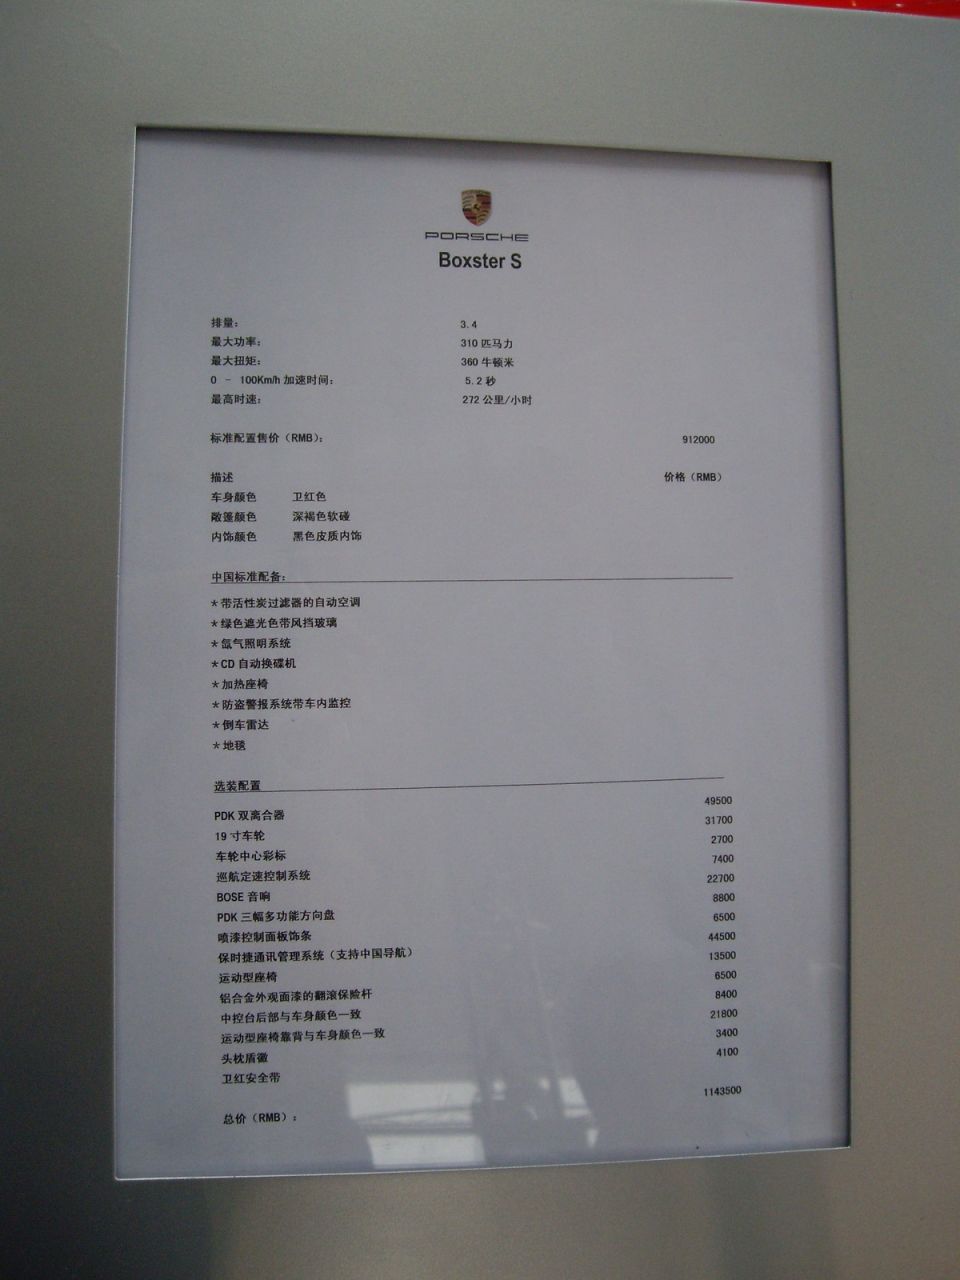 PORSCHE
Boxster S
排量： 3.4
最大功率： 310 匹马力
最大扭矩： 360 牛顿米
0 － 100Km/h 加速时间： 5.2 秒
最高时速： 272 公里/小时
标准配置售价（RMB）： 912000
描述 价格（RMB）
车身颜色 卫红色
敞篷颜色 深褐色软碰
内饰颜色 黑色皮质内饰
中国标准配备：
＊带活性炭过滤器的自动空调
＊绿色遮光色带风挡玻璃
＊氙气照明系统
＊CD 自动换碟机
＊加热座椅
＊防盗警报系统带车内监控
＊倒车雷达
＊地毯
选装配置
PDK 双离合器 49500
19 寸车轮 31700
车轮中心彩标 2700
巡航定速控制系统 7400
BOSE 音响 22700
PDK 三幅多功能方向盘 8800
喷漆控制面板饰条 6500
保时捷通讯管理系统（支持中国导航） 44500
运动型座椅 13500
铝合金外观面漆的翻滚保险杆 6500
中控台后部与车身颜色一致 8400
运动型座椅靠背与车身颜色一致 21800
头枕盾徽 3400
卫红安全带 4100
总价（RMB）： 1143500